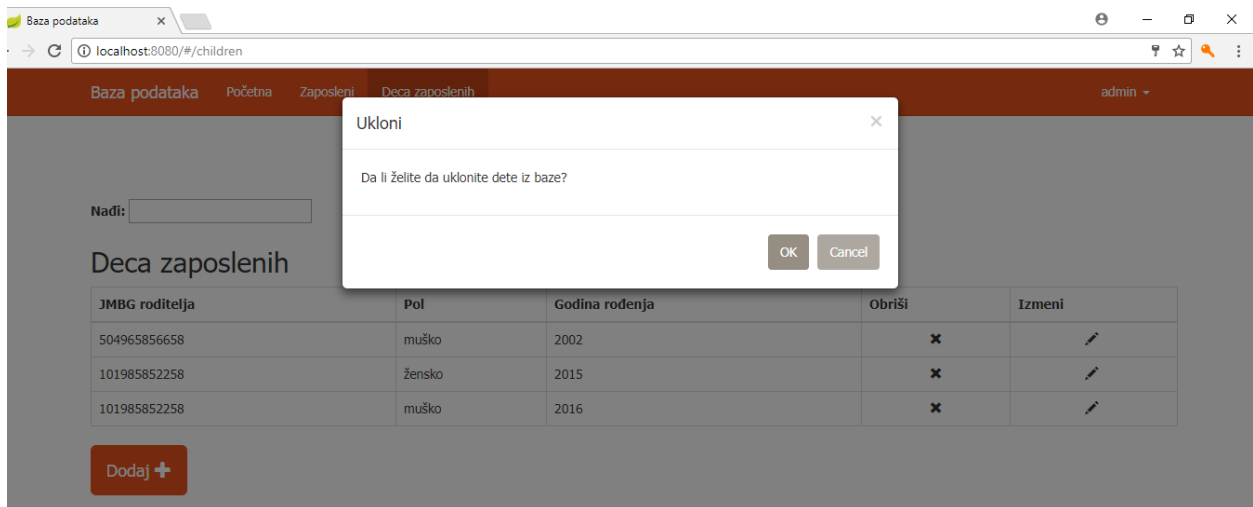 Baza podataka
localhost:8080/#/children
Baza podataka Početna Zaposleni Deca zaposlenih admin
Ukloni ×
Da li želite da uklonite dete iz baze?
OK Cancel
Nađi:
Deca zaposlenih
JMBG roditelja Pol Godina rođenja Obriši Izmeni
504965856658 muško 2002
101985852258 žensko 2015
101985852258 muško 2016
Dodaj +